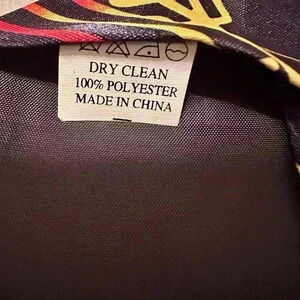 DRY CLEAN
100% POLYESTER
MADE IN CHINA